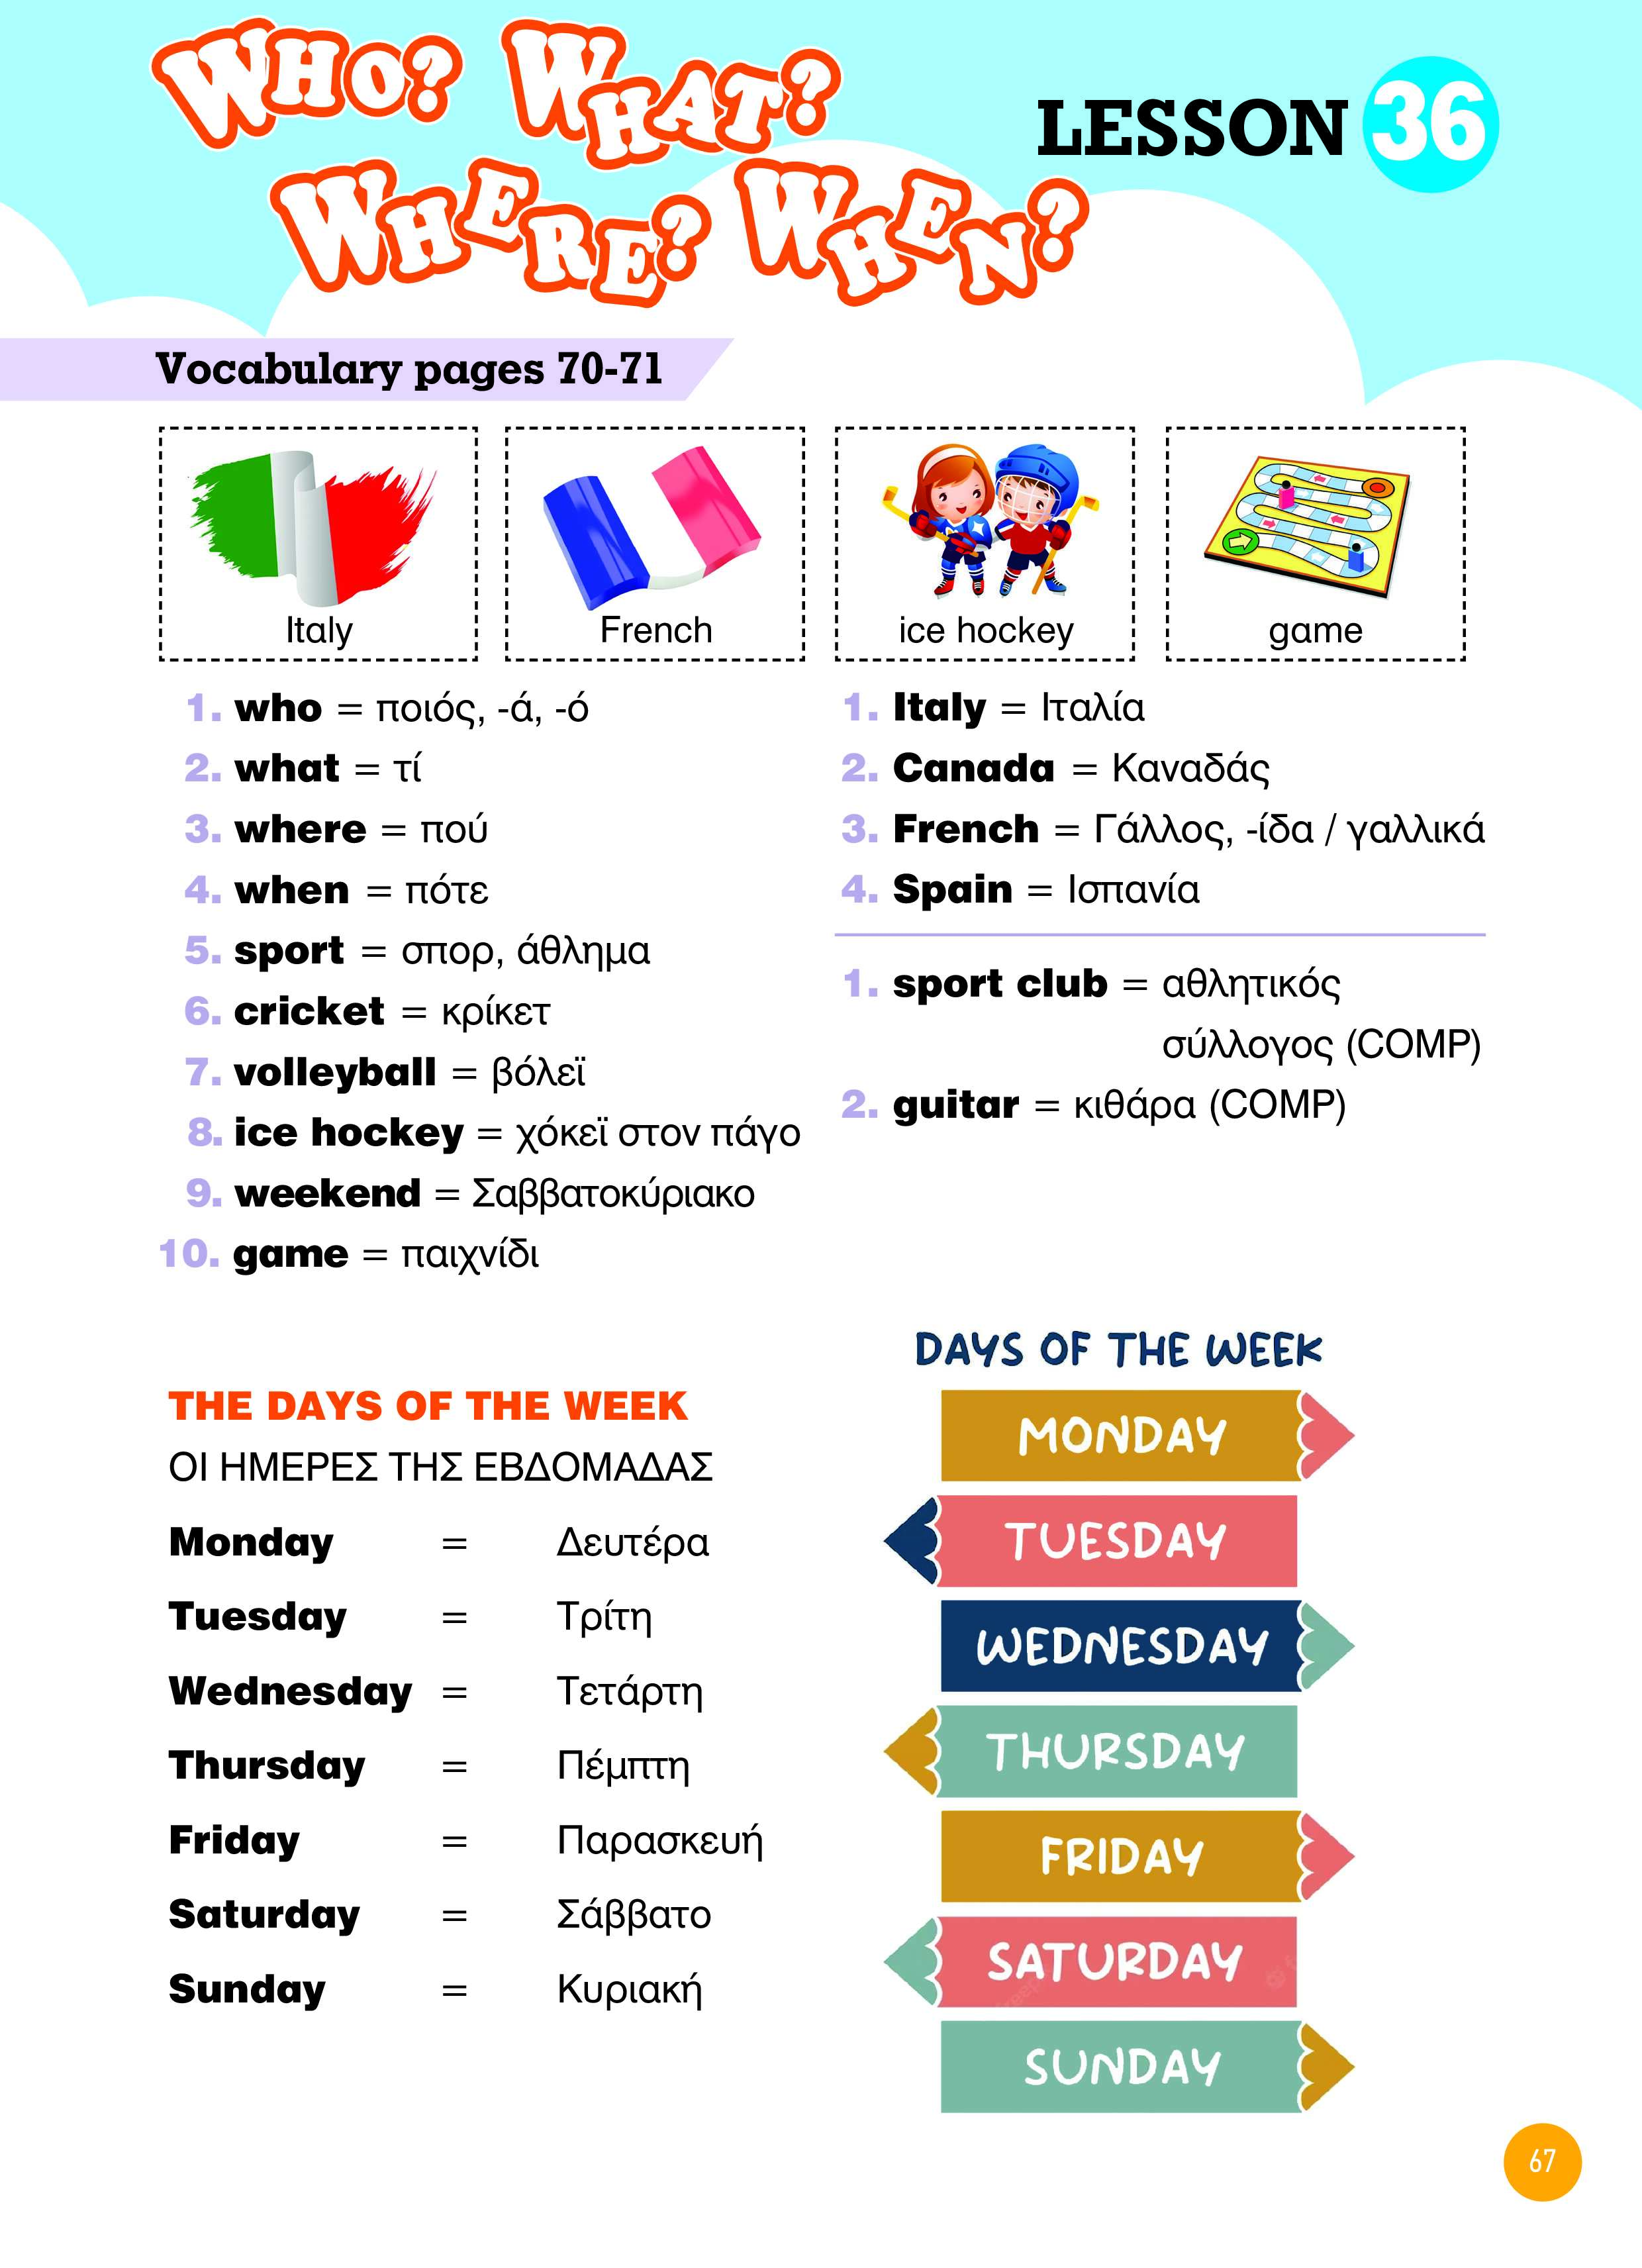 WHO? WHAT?
WHERE? WHEN?
LESSON 36
Vocabulary pages 70-71
Italy
French
ice hockey
game
1. who = ποιός, -ά, -ό
2. what = τί
3. where = πού
4. when = πότε
5. sport = σπορ, άθλημα
6. cricket = κρίκετ
7. volleyball = βόλεϊ
8. ice hockey = χόκεϊ στον πάγο
9. weekend = Σαββατοκύριακο
10. game = παιχνίδι
1. Italy = Ιταλία
2. Canada = Καναδάς
3. French = Γάλλος, -ίδα / γαλλικά
4. Spain = Ισπανία
1. sport club = αθλητικός
σύλλογος (COMP)
2. guitar = κιθάρα (COMP)
THE DAYS OF THE WEEK
ΟΙ ΗΜΕΡΕΣ ΤΗΣ ΕΒΔΟΜΑΔΑΣ
Monday = Δευτέρα
Tuesday = Τρίτη
Wednesday = Τετάρτη
Thursday = Πέμπτη
Friday = Παρασκευή
Saturday = Σάββατο
Sunday = Κυριακή
DAYS OF THE WEEK
MONDAY
TUESDAY
WEDNESDAY
THURSDAY
FRIDAY
SATURDAY
SUNDAY
67